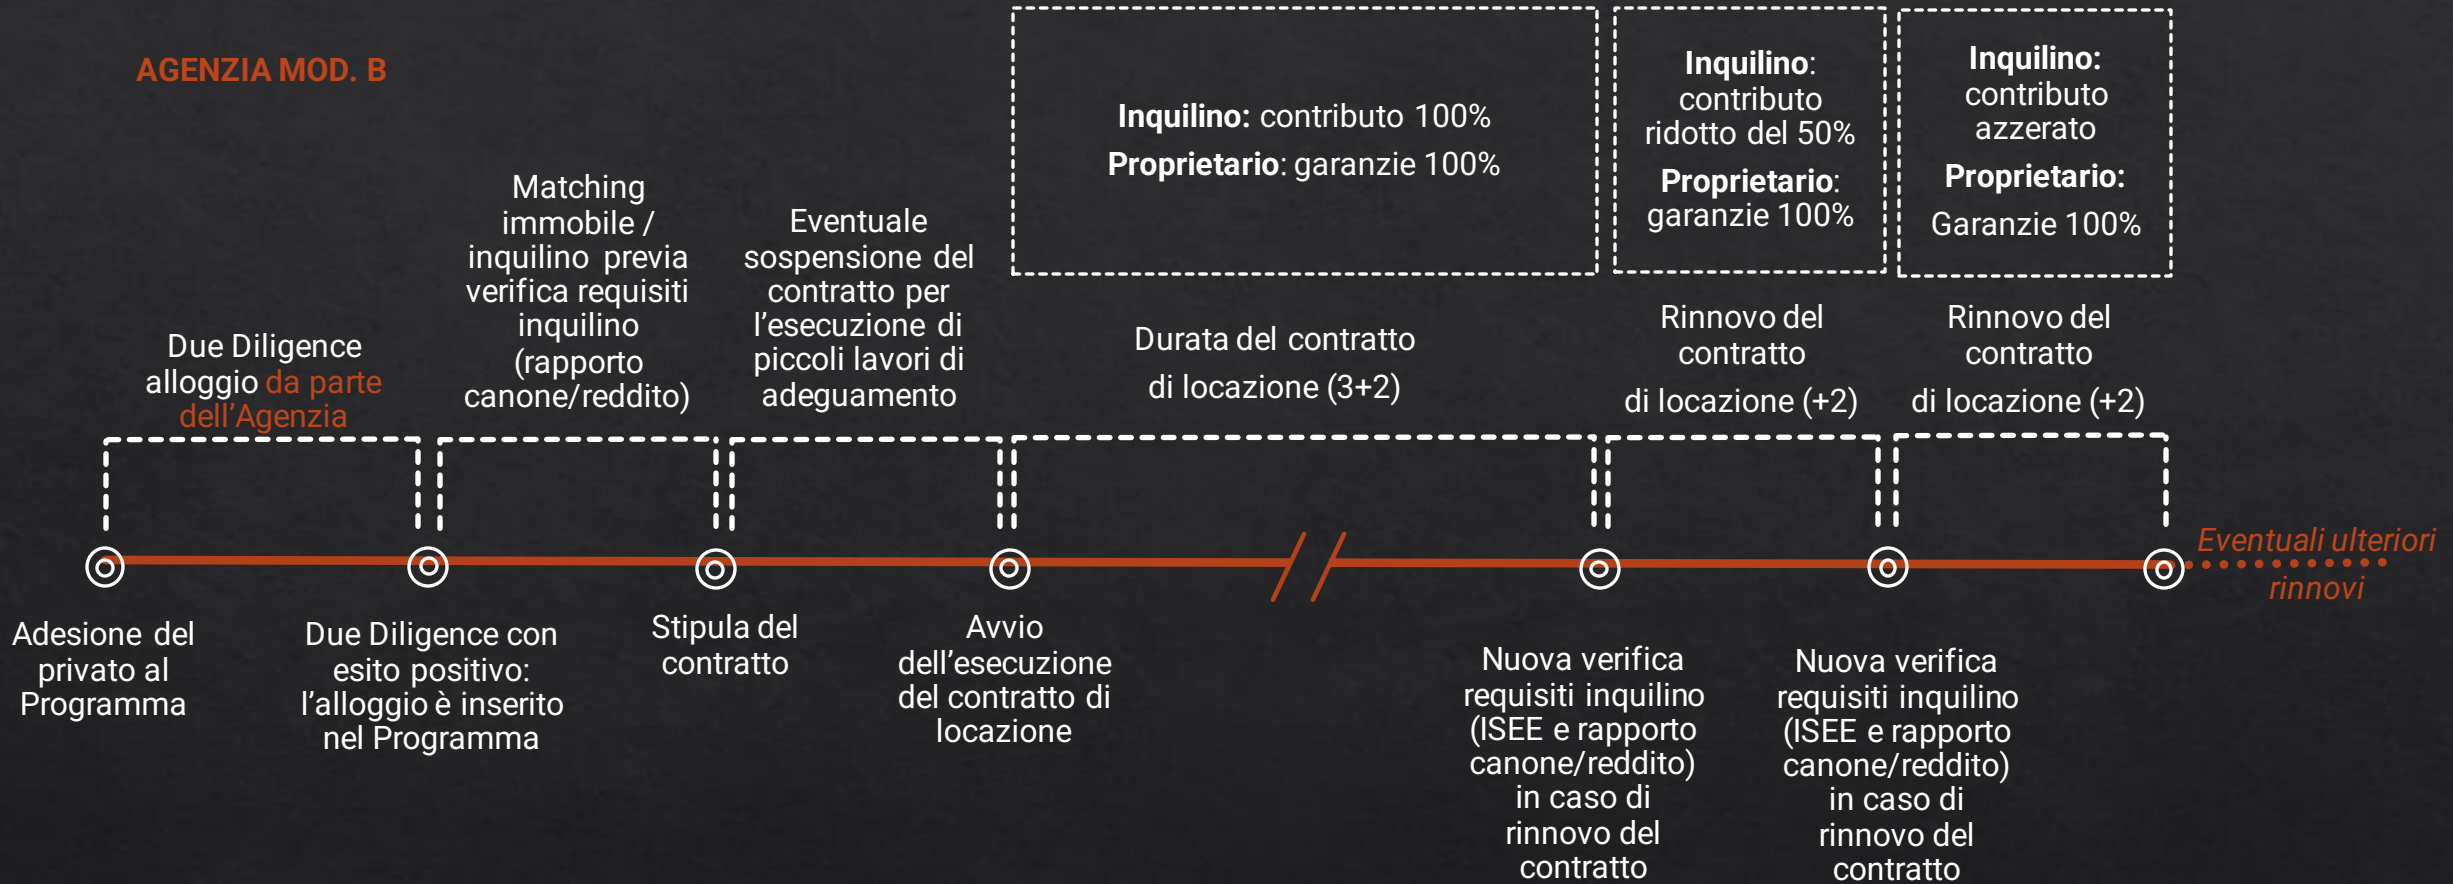 AGENZIA MOD. B
Inquilino: contributo 100%
Proprietario: garanzie 100%
Inquilino:
contributo
ridotto del 50%
Proprietario:
garanzie 100%
Inquilino:
contributo
azzerato
Proprietario:
Garanzie 100%
Due Diligence
alloggio da parte
dell’Agenzia
Matching
immobile /
inquilino previa
verifica requisiti
inquilino
(rapporto
canone/reddito)
Eventuale
sospensione del
contratto per
l’esecuzione di
piccoli lavori di
adeguamento
Durata del contratto
di locazione (3+2)
Rinnovo del
contratto
di locazione (+2)
Rinnovo del
contratto
di locazione (+2)
Eventuali ulteriori
rinnovi
Adesione del
privato al
Programma
Due Diligence con
esito positivo:
l’alloggio è inserito
nel Programma
Stipula del
contratto
Avvio
dell’esecuzione
del contratto di
locazione
Nuova verifica
requisiti inquilino
(ISEE e rapporto
canone/reddito)
in caso di
rinnovo del
contratto
Nuova verifica
requisiti inquilino
(ISEE e rapporto
canone/reddito)
in caso di
rinnovo del
contratto